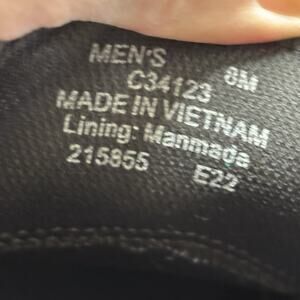 MEN'S 8M
C34123
MADE IN VIETNAM
Lining: Manmade
215855 E22